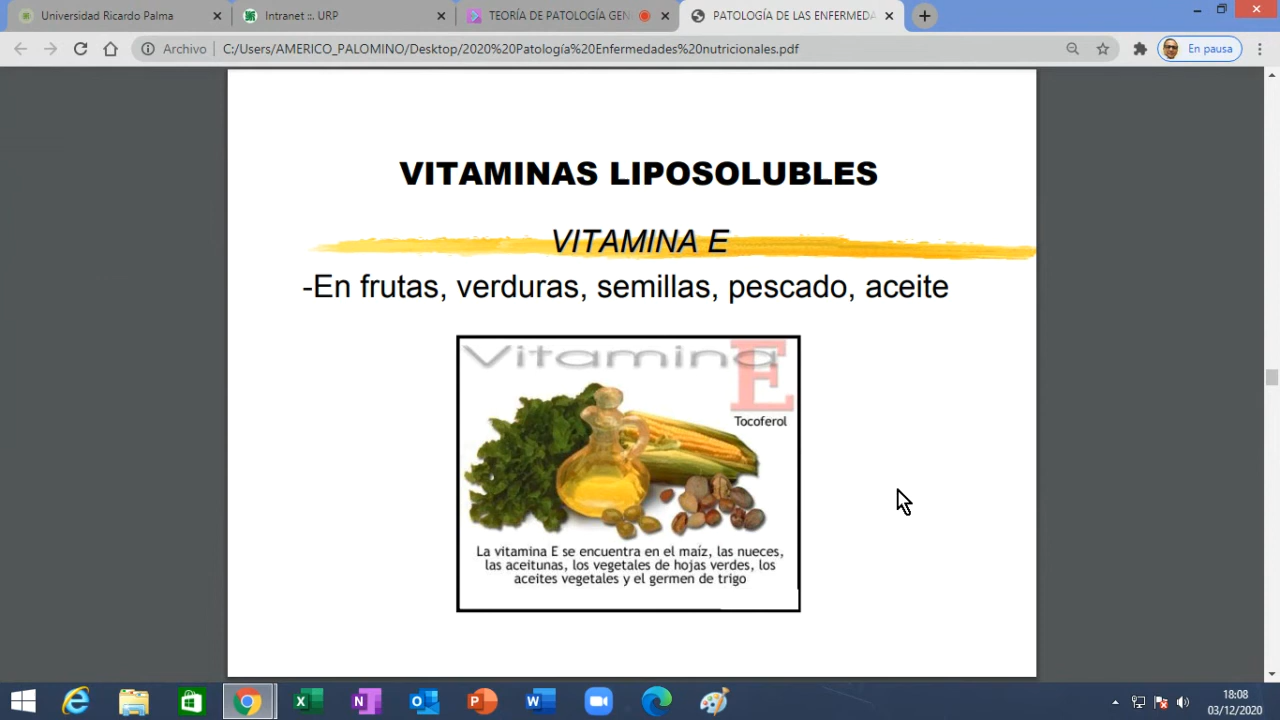 Universidad Ricardo Palma
Intranet ::. URP
TEORÍA DE PATOLOGÍA GEN
PATOLOGÍA DE LAS ENFERMEDA
Archivo
C:/Users/AMERICO_PALOMINO/Desktop/2020%20Patología%20Enfermedades%20nutricionales.pdf
En pausa
VITAMINAS LIPOSOLUBLES
VITAMINA E
-En frutas, verduras, semillas, pescado, aceite
Vitamina E
Tocoferol
La vitamina E se encuentra en el maíz, las nueces,
las aceitunas, los vegetales de hojas verdes, los
aceites vegetales y el germen de trigo
18:08
03/12/2020